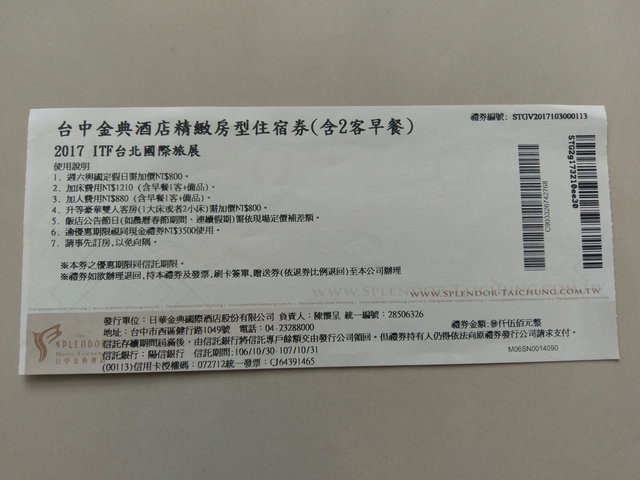 禮券編號: STGV2017103000113
台中金典酒店精緻房型住宿券(含2客早餐)
2017 ITF台北國際旅展
使用說明
1. 週六與國定假日需加價NT$800。
2. 加床費用NT$1210 (含早餐1客+備品)。
3. 加人費用NT$880 (含早餐1客+備品)。
4. 升等豪華雙人客房(1大床或者2小床)需加價NT$800。
5. 飯店公告節日(如農曆春節期間、連續假期)需依現場定價補差額。
6. 逾優惠期限視同現金禮券NT$3500使用。
7. 請事先訂房,以免向隅。
※本券之優惠期限同信託期限。
※禮券如欲辦理退回,持本禮券及發票,刷卡簽單,贈送券(依退券比例退回)至本公司辦理
C903326742768
STG2g173210ee30
WWW.SPLENDOR-TAICHUNG.COM.TW
THE SPLENDOR
HOTEL-TAICHUNG
台中金典酒店
發行單位: 日華金典國際酒店股份有限公司 負責人: 陳懷呈 統一編號: 28506326
地址: 台中市西區健行路1049號 電話: 04-23288000
禮券金額: 參仟伍佰元整
信託存續期間屆滿後,由信託銀行將信託專戶餘額交由發行公司領回。但禮券持有人仍得依法向原禮券發行公司請求支付。
信託銀行: 陽信銀行 信託期間: 106/10/30- 107/10/31
(00113)信用卡授權碼: 072712統一發票: CJ64391465
M06SN0014090